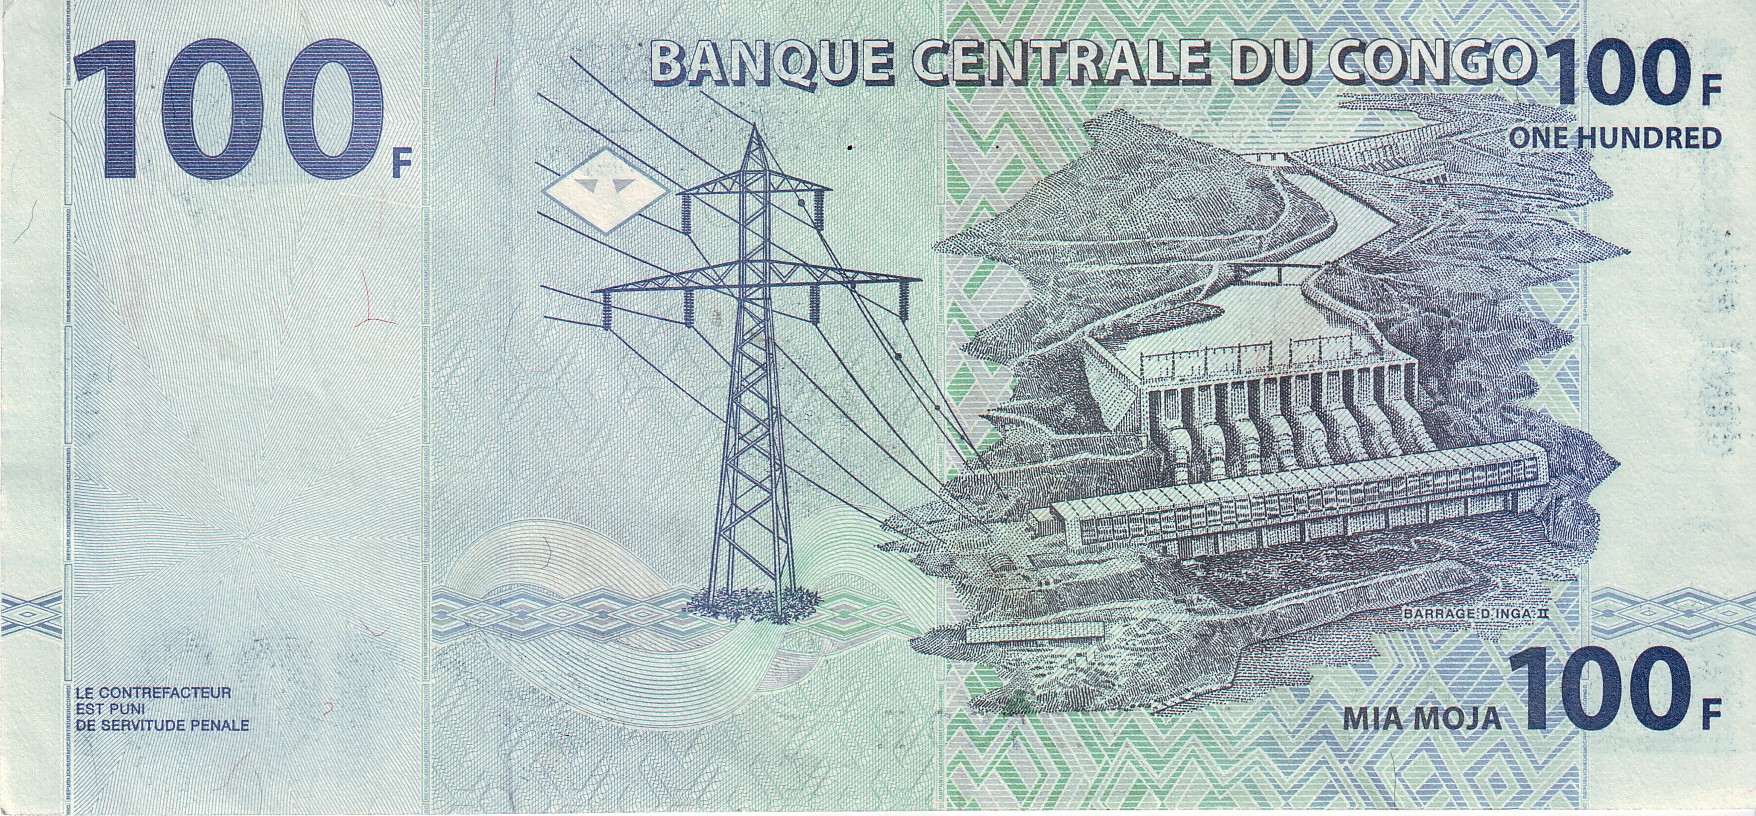 100 F
BANQUE CENTRALE DU CONGO
100 F
ONE HUNDRED
BARRAGE D'INGA II
LE CONTREFACTEUR
EST PUNI
DE SERVITUDE PENALE
MIA MOJA
100 F